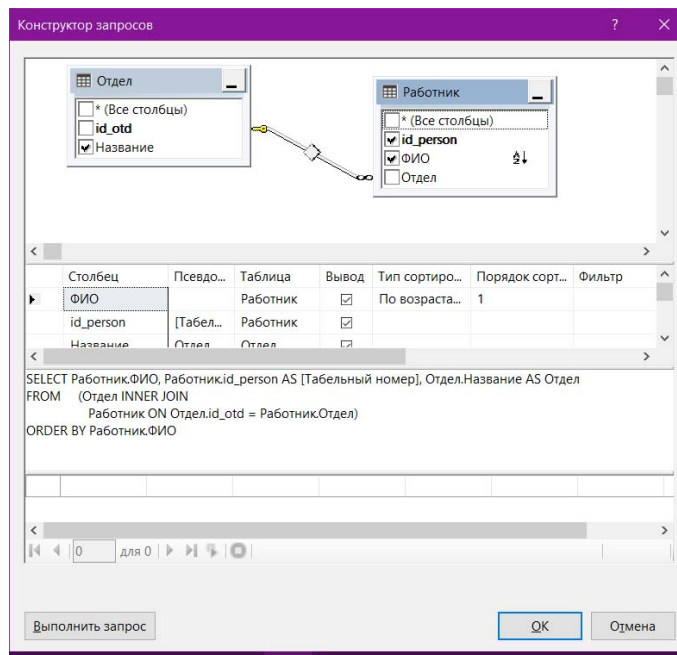 Конструктор запросов ? ×
Отдел
* (Все столбцы)
id_otd
Название
Работник
* (Все столбцы)
id_person
ФИО
Отдел
Столбец Псевдо... Таблица Вывод Тип сортиро... Порядок сорт... Фильтр
ФИО Работник По возраста... 1
id_person [Табел... Работник
Название Отдел Отдел
SELECT Работник.ФИО, Работник.id_person AS [Табельный номер], Отдел.Название AS Отдел
FROM (Отдел INNER JOIN
Работник ON Отдел.id_otd = Работник.Отдел)
ORDER BY Работник.ФИО
0 для 0
Выполнить запрос
OK
Отмена